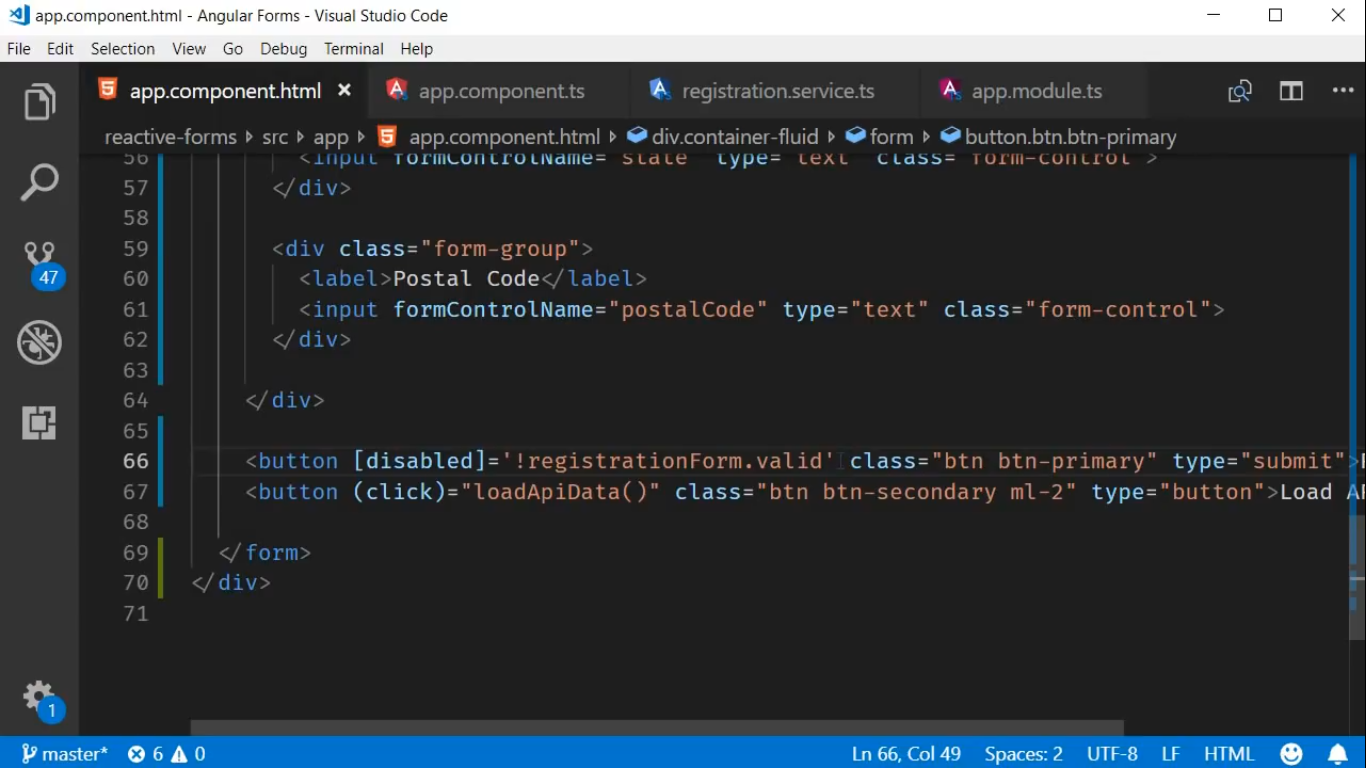 app.component.html - Angular Forms - Visual Studio Code
File Edit Selection View Go Debug Terminal Help
app.component.html app.component.ts registration.service.ts app.module.ts
reactive-forms src app app.component.html div.container-fluid form button.btn.btn-primary
56 <input formControlName="state" type="text" class="form-control">
57 </div>
58
59 <div class="form-group">
60 <label>Postal Code</label>
61 <input formControlName="postalCode" type="text" class="form-control">
62 </div>
63
64 </div>
65
66 <button [disabled]='!registrationForm.valid' class="btn btn-primary" type="submit">
67 <button (click)="loadApiData()" class="btn btn-secondary ml-2" type="button">Load
68
69 </form>
70 </div>
71
47
1
master* 6 0 Ln 66, Col 49 Spaces: 2 UTF-8 LF HTML